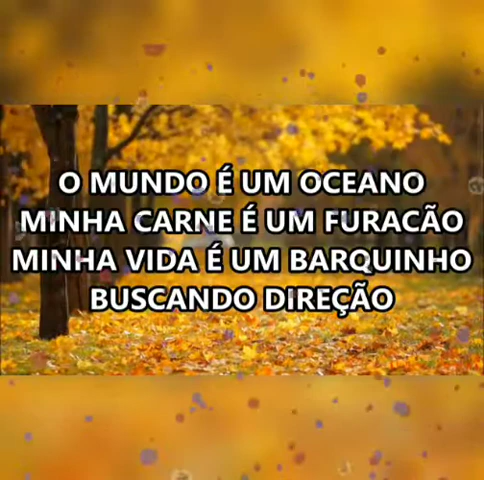 O MUNDO É UM OCEANO
MINHA CARNE É UM FURACÃO
MINHA VIDA É UM BARQUINHO
BUSCANDO DIREÇÃO